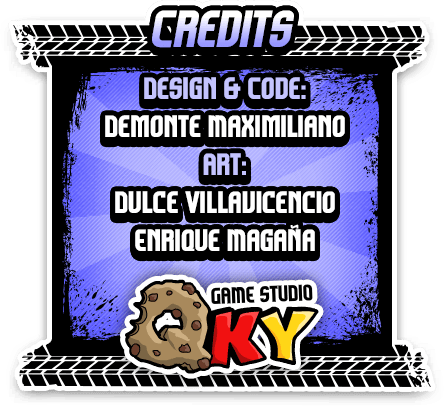 CREDITS
DESIGN & CODE:
DEMONTE MAXIMILIANO
ART:
DULCE VILLAVICENCIO
ENRIQUE MAGAÑA
GAME STUDIO
QKY